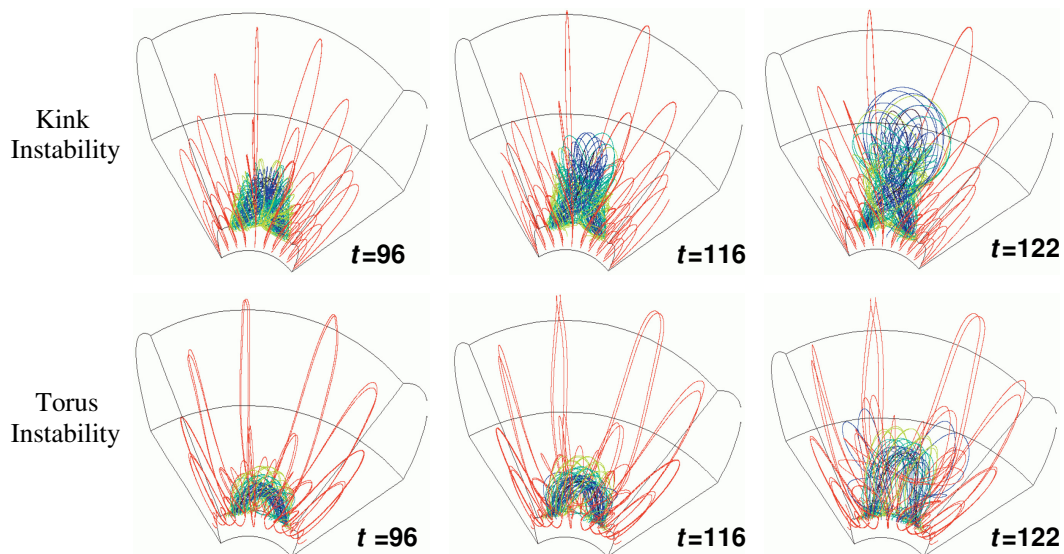 Kink
Instability
t=96
t=116
t=122
Torus
Instability
t =96
t=116
t=122